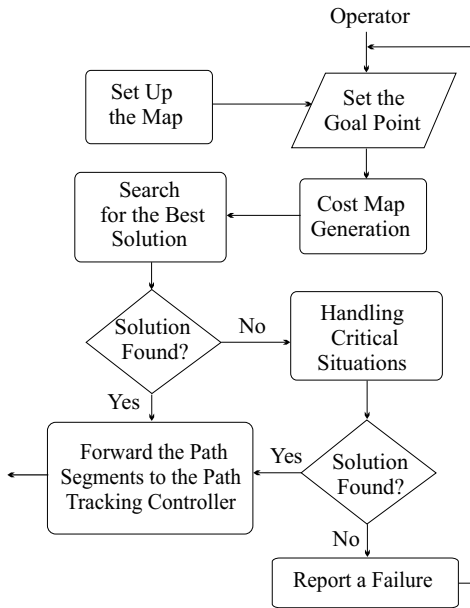 Operator
Set Up
the Map
Set the
Goal Point
Search
for the Best
Solution
Cost Map
Generation
Solution
Found?
No
Handling
Critical
Situations
Yes
Forward the Path
Segments to the Path
Tracking Controller
Yes
Solution
Found?
No
Report a Failure